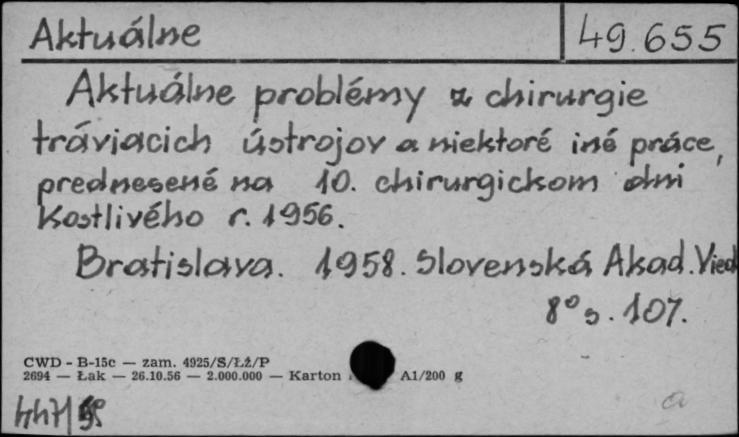 Aktuálne
49.655
Aktuálne problémy z chirurgie
tráviacich ústrojov a niektoré iné práce,
prednesené na 10. chirurgickom dni
Kostlivého r. 1956.
Bratislava. 1958. Slovenská Akad. Vied
8° s. 107.
CWD - B-15c — zam. 4925/S/Łż/P
2694 — Łak — 26.10.56 — 2.000.000 — Karton A1/200 g
a